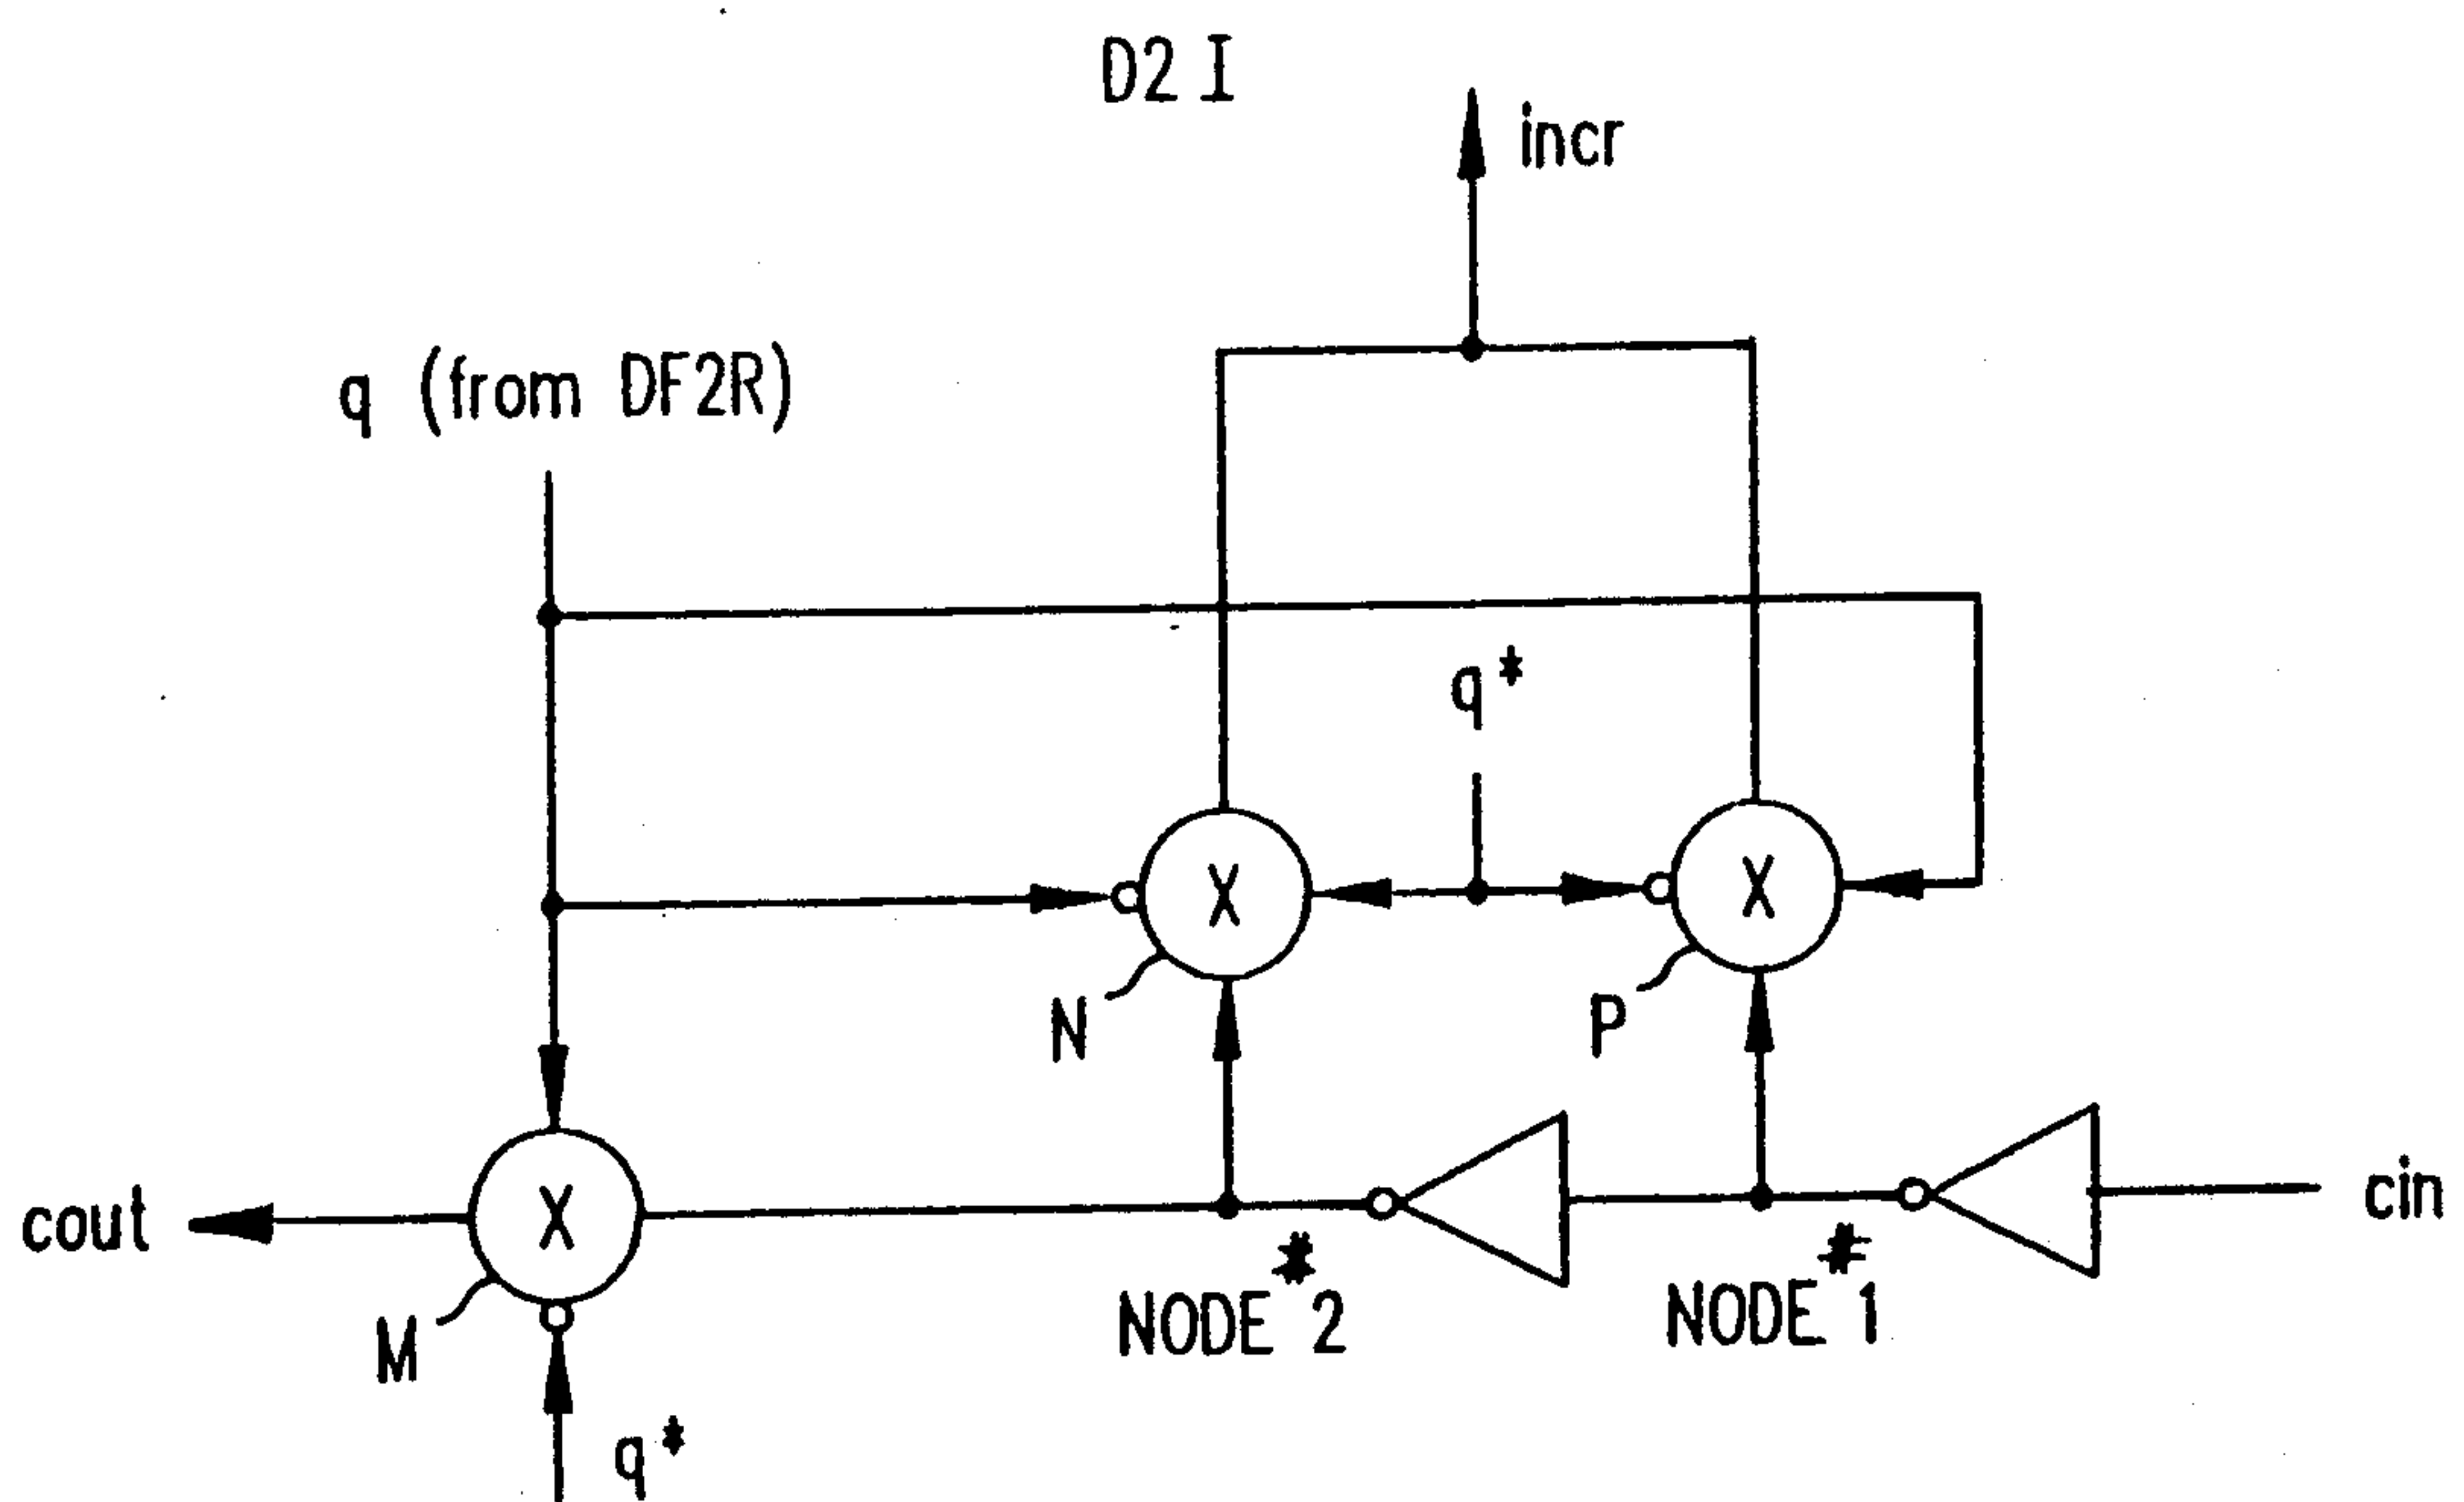 D2 I
incr
q (from DF2R)
q*
X
X
N
P
cout
X
cin
M
NODE * 2
NODE # 1
q*